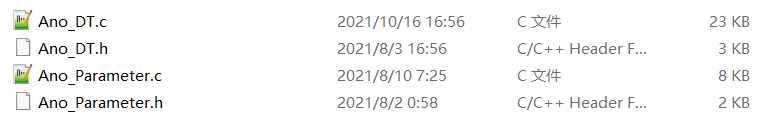 Ano_DT.c 2021/10/16 16:56 C 文件 23 KB
Ano_DT.h 2021/8/3 16:56 C/C++ Header F... 3 KB
Ano_Parameter.c 2021/8/10 7:25 C 文件 8 KB
Ano_Parameter.h 2021/8/2 0:58 C/C++ Header F... 2 KB